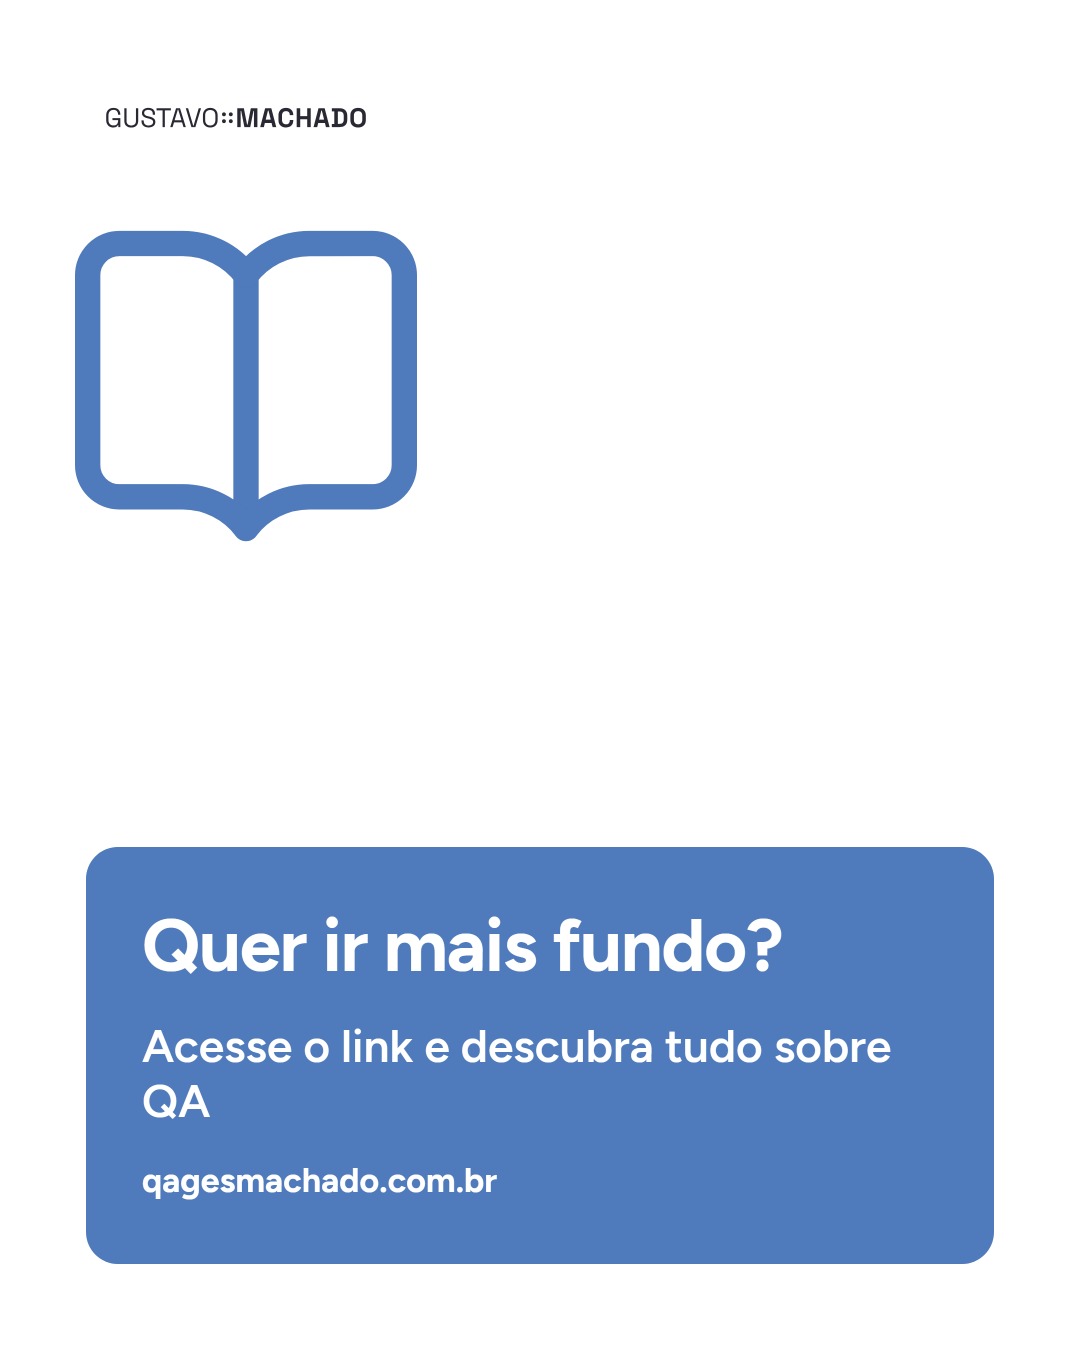 GUSTAVO::MACHADO
Quer ir mais fundo?
Acesse o link e descubra tudo sobre
QA
qagesmachado.com.br